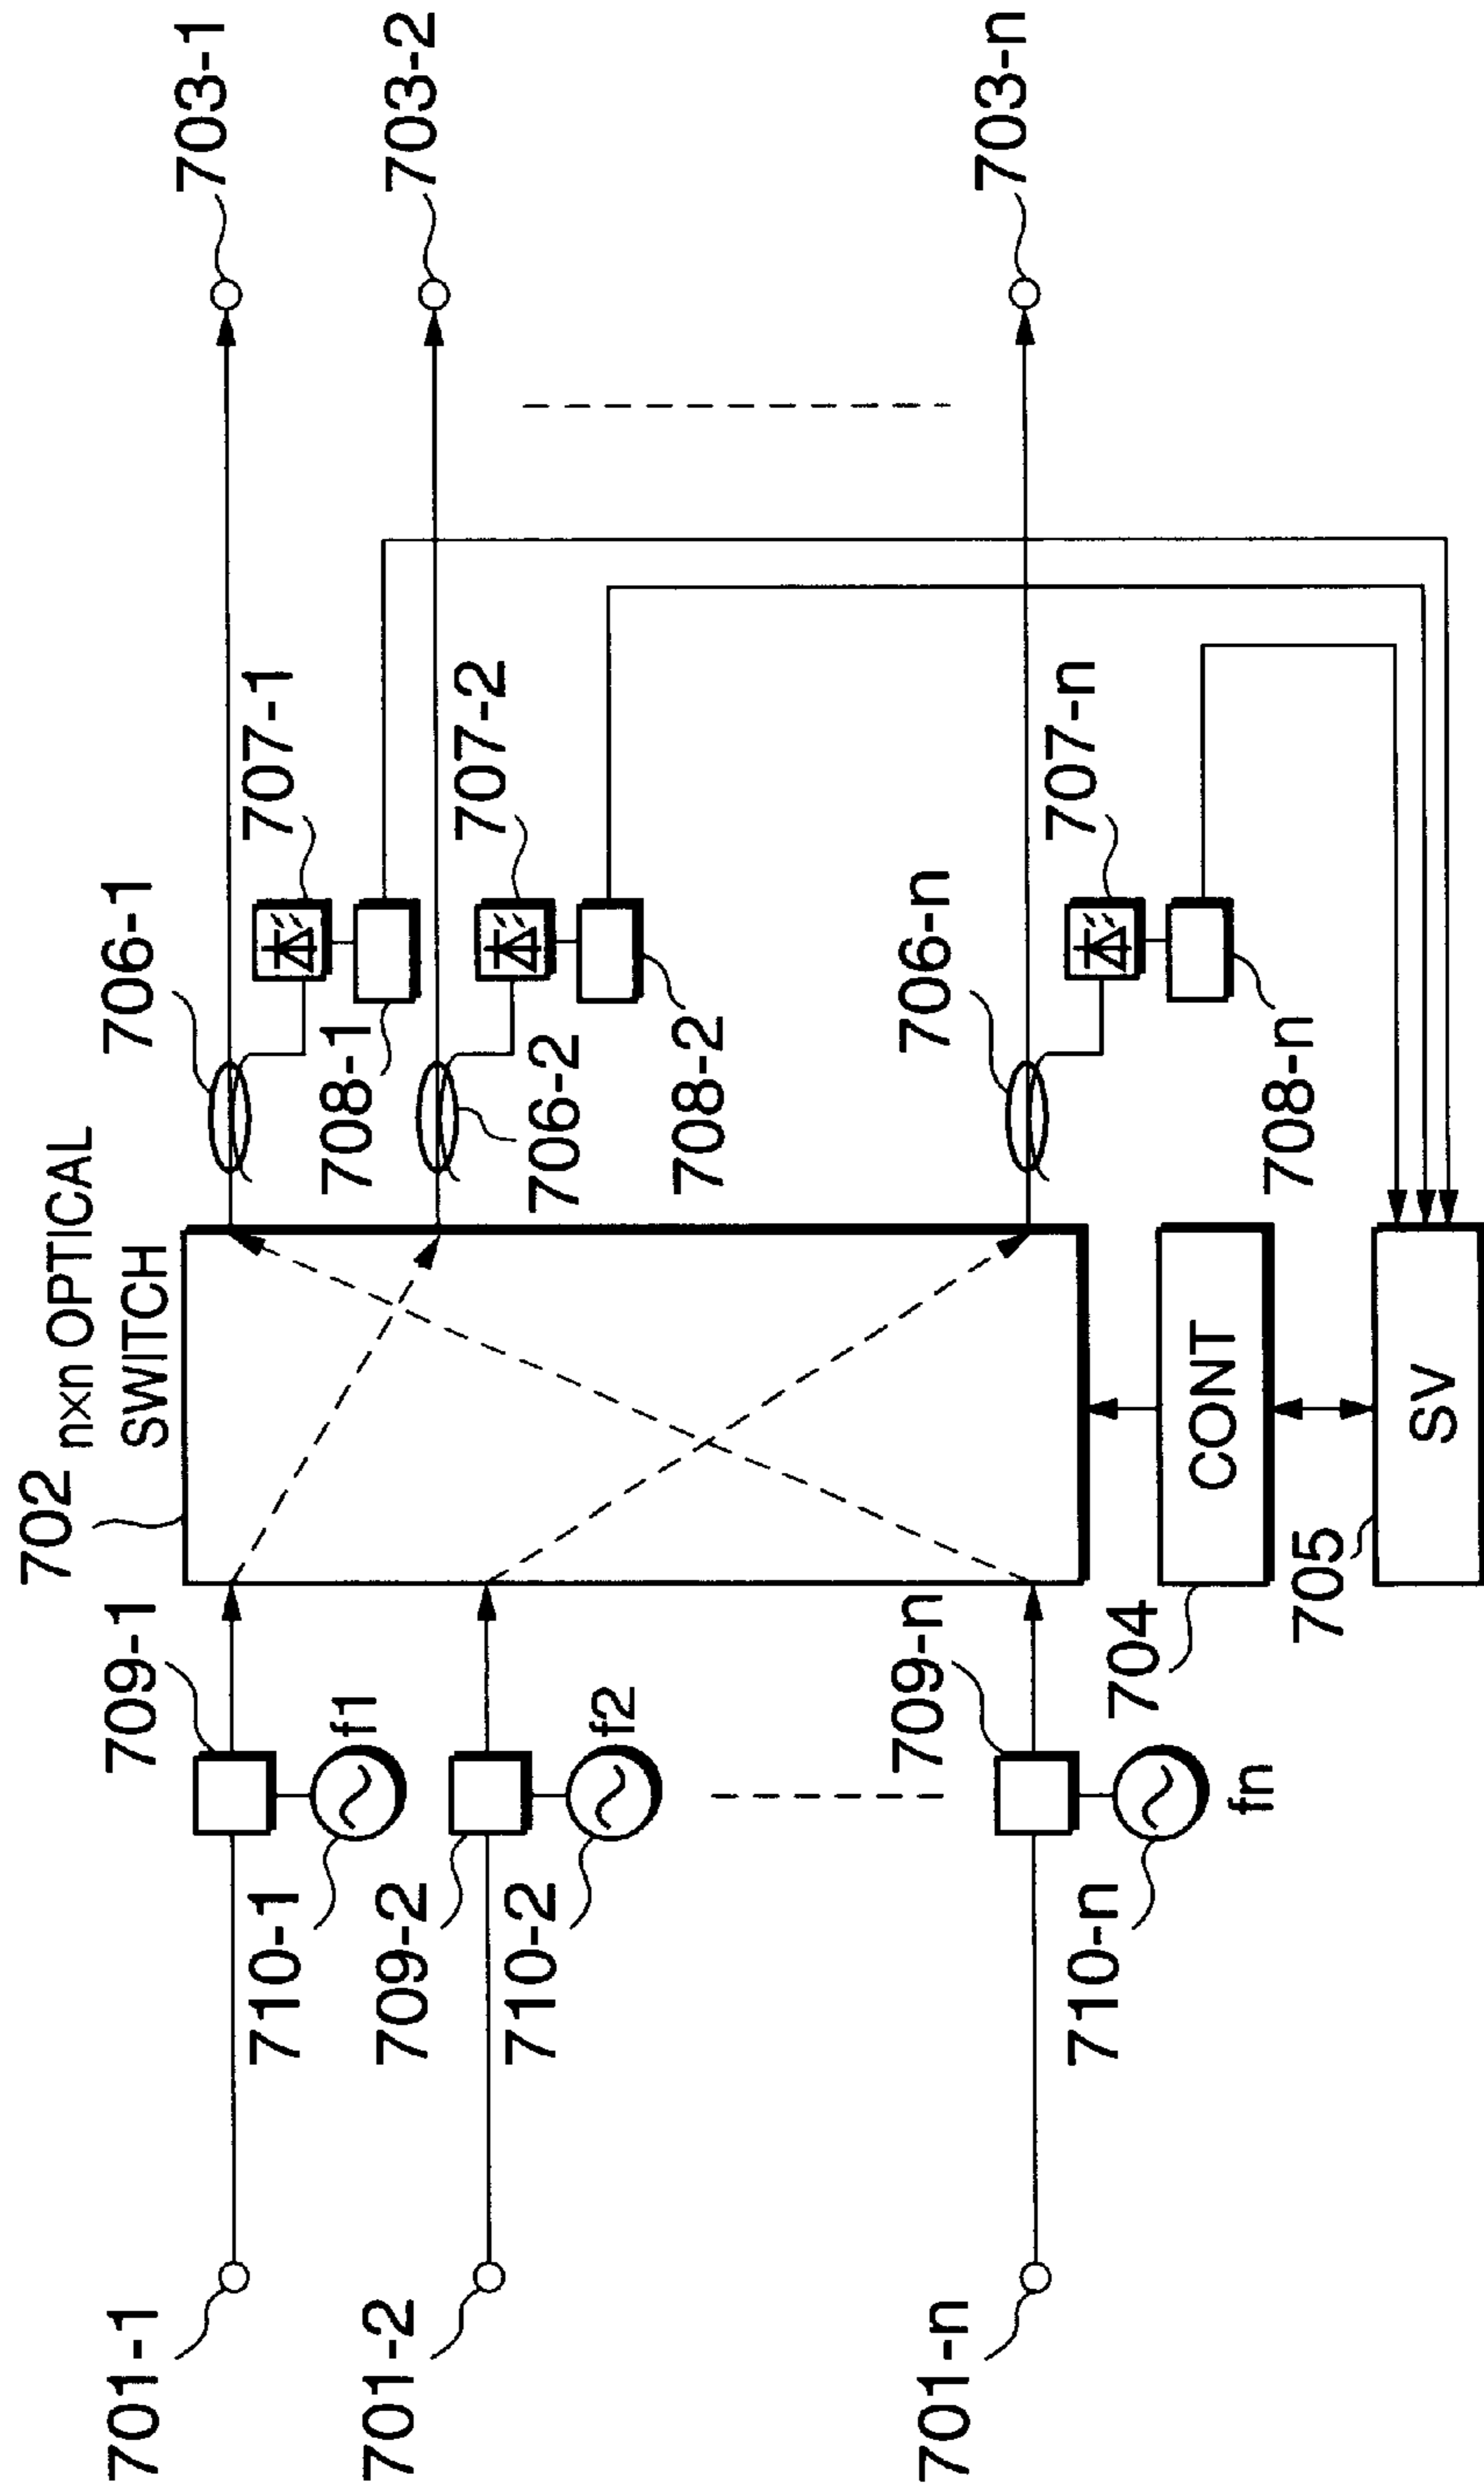 701-1
701-2
701-n
710-1
709-2
710-2
710-n
709-1
f1
f2
709-n
fn
704
705
702
n×n OPTICAL
SWITCH
CONT
SV
706-1
708-1
706-2
708-2
706-n
708-n
707-1
707-2
707-n
703-1
703-2
703-n